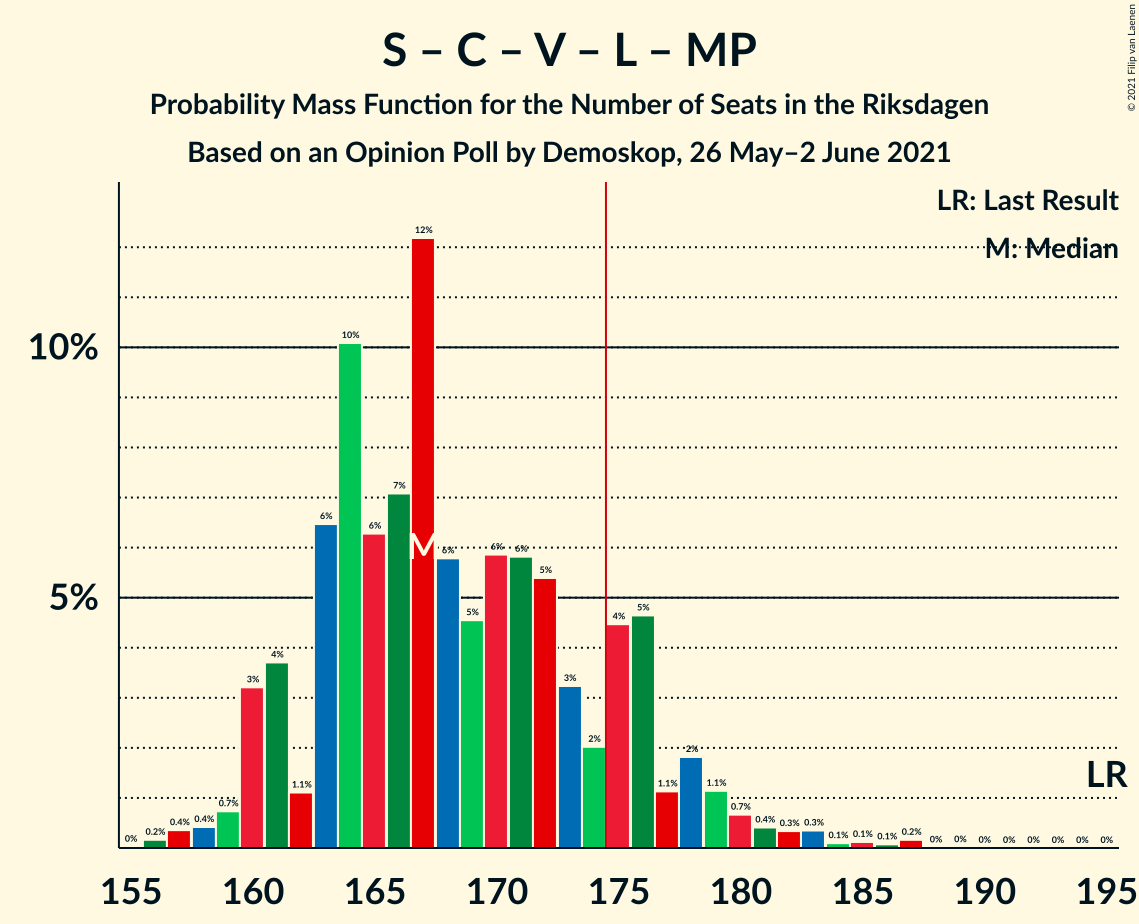 S – C – V – L – MP
Probability Mass Function for the Number of Seats in the Riksdagen
Based on an Opinion Poll by Demoskop, 26 May–2 June 2021
© 2021 Filip van Laenen
LR: Last Result
M: Median
10%
5%
0% 0.2% 0.4% 0.4% 0.7% 3% 4% 1.1% 6% 10% 6% 7% 12% 6% 5% 6% 6% 5% 3% 2% 4% 5% 1.1% 2% 1.1% 0.7% 0.4% 0.3% 0.3% 0.1% 0.1% 0.1% 0.2% 0% 0% 0% 0% 0% 0% 0% 0%
M
LR
155 160 165 170 175 180 185 190 195